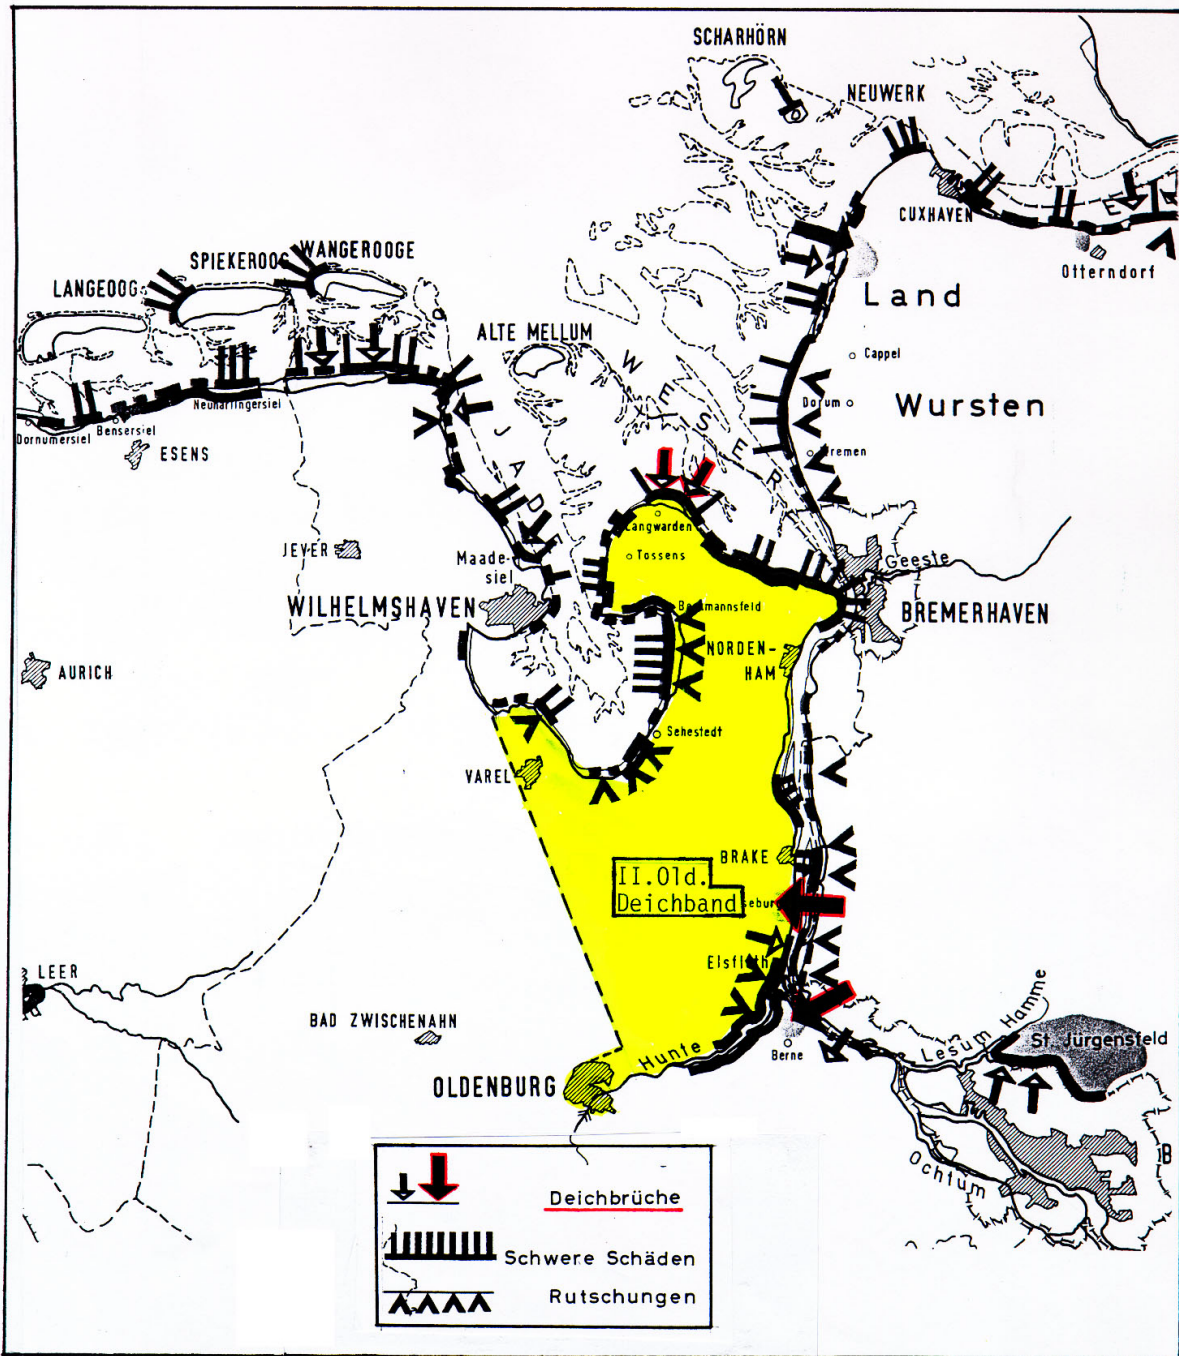 SCHARHÖRN
NEUWERK
CUXHAVEN
E L
Otterndorf
Land
Wursten
Cappel
Dorum
LANGEOOG
SPIEKEROOG
WANGEROOGE
ALTE MELLUM
WESER
JADE
Dornumersiel
Bensersiel
Neuharlingersiel
ESENS
JEVER
Maade-
siel
WILHELMSHAVEN
AURICH
Langwarden
Tossens
Geeste
BREMERHAVEN
NORDEN-
HAM
Sehestedt
VAREL
BRAKE
II.Old.
Deichband
Elsfleth
LEER
BAD ZWISCHENAHN
OLDENBURG
Hunte
Berne
Lesum
Hamme
St. Jürgensfeld
Ochtum
B
Deichbrüche
Schwere Schäden
Rutschungen